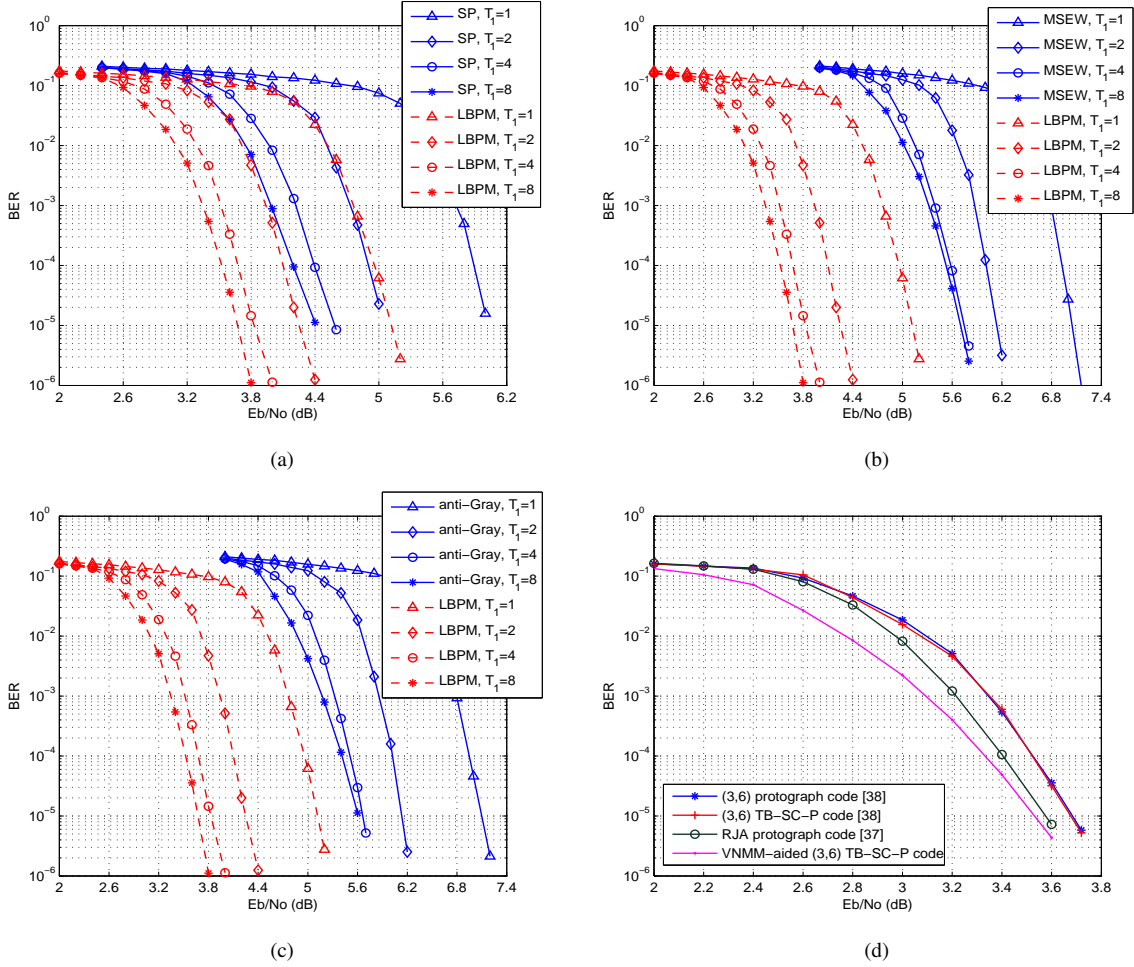 SP, T₁=1
SP, T₁=2
SP, T₁=4
SP, T₁=8
LBPM, T₁=1
LBPM, T₁=2
LBPM, T₁=4
LBPM, T₁=8
10⁰
10⁻¹
10⁻²
10⁻³
10⁻⁴
10⁻⁵
10⁻⁶
BER
2 2.6 3.2 3.8 4.4 5 5.6 6.2
Eb/No (dB)
(a)
MSEW, T₁=1
MSEW, T₁=2
MSEW, T₁=4
MSEW, T₁=8
LBPM, T₁=1
LBPM, T₁=2
LBPM, T₁=4
LBPM, T₁=8
10⁰
10⁻¹
10⁻²
10⁻³
10⁻⁴
10⁻⁵
10⁻⁶
BER
2 2.6 3.2 3.8 4.4 5 5.6 6.2 6.8 7.4
Eb/No (dB)
(b)
anti−Gray, T₁=1
anti−Gray, T₁=2
anti−Gray, T₁=4
anti−Gray, T₁=8
LBPM, T₁=1
LBPM, T₁=2
LBPM, T₁=4
LBPM, T₁=8
10⁰
10⁻¹
10⁻²
10⁻³
10⁻⁴
10⁻⁵
10⁻⁶
BER
2 2.6 3.2 3.8 4.4 5 5.6 6.2 6.8 7.4
Eb/No (dB)
(c)
10⁰
10⁻¹
10⁻²
10⁻³
10⁻⁴
10⁻⁵
10⁻⁶
BER
(3,6) protograph code [38]
(3,6) TB−SC−P code [38]
RJA protograph code [37]
VNMM−aided (3,6) TB−SC−P code
2 2.2 2.4 2.6 2.8 3 3.2 3.4 3.6 3.8
Eb/No (dB)
(d)